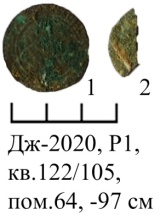 1 2
Дж-2020, Р1,
кв.122/105,
пом.64, -97 см